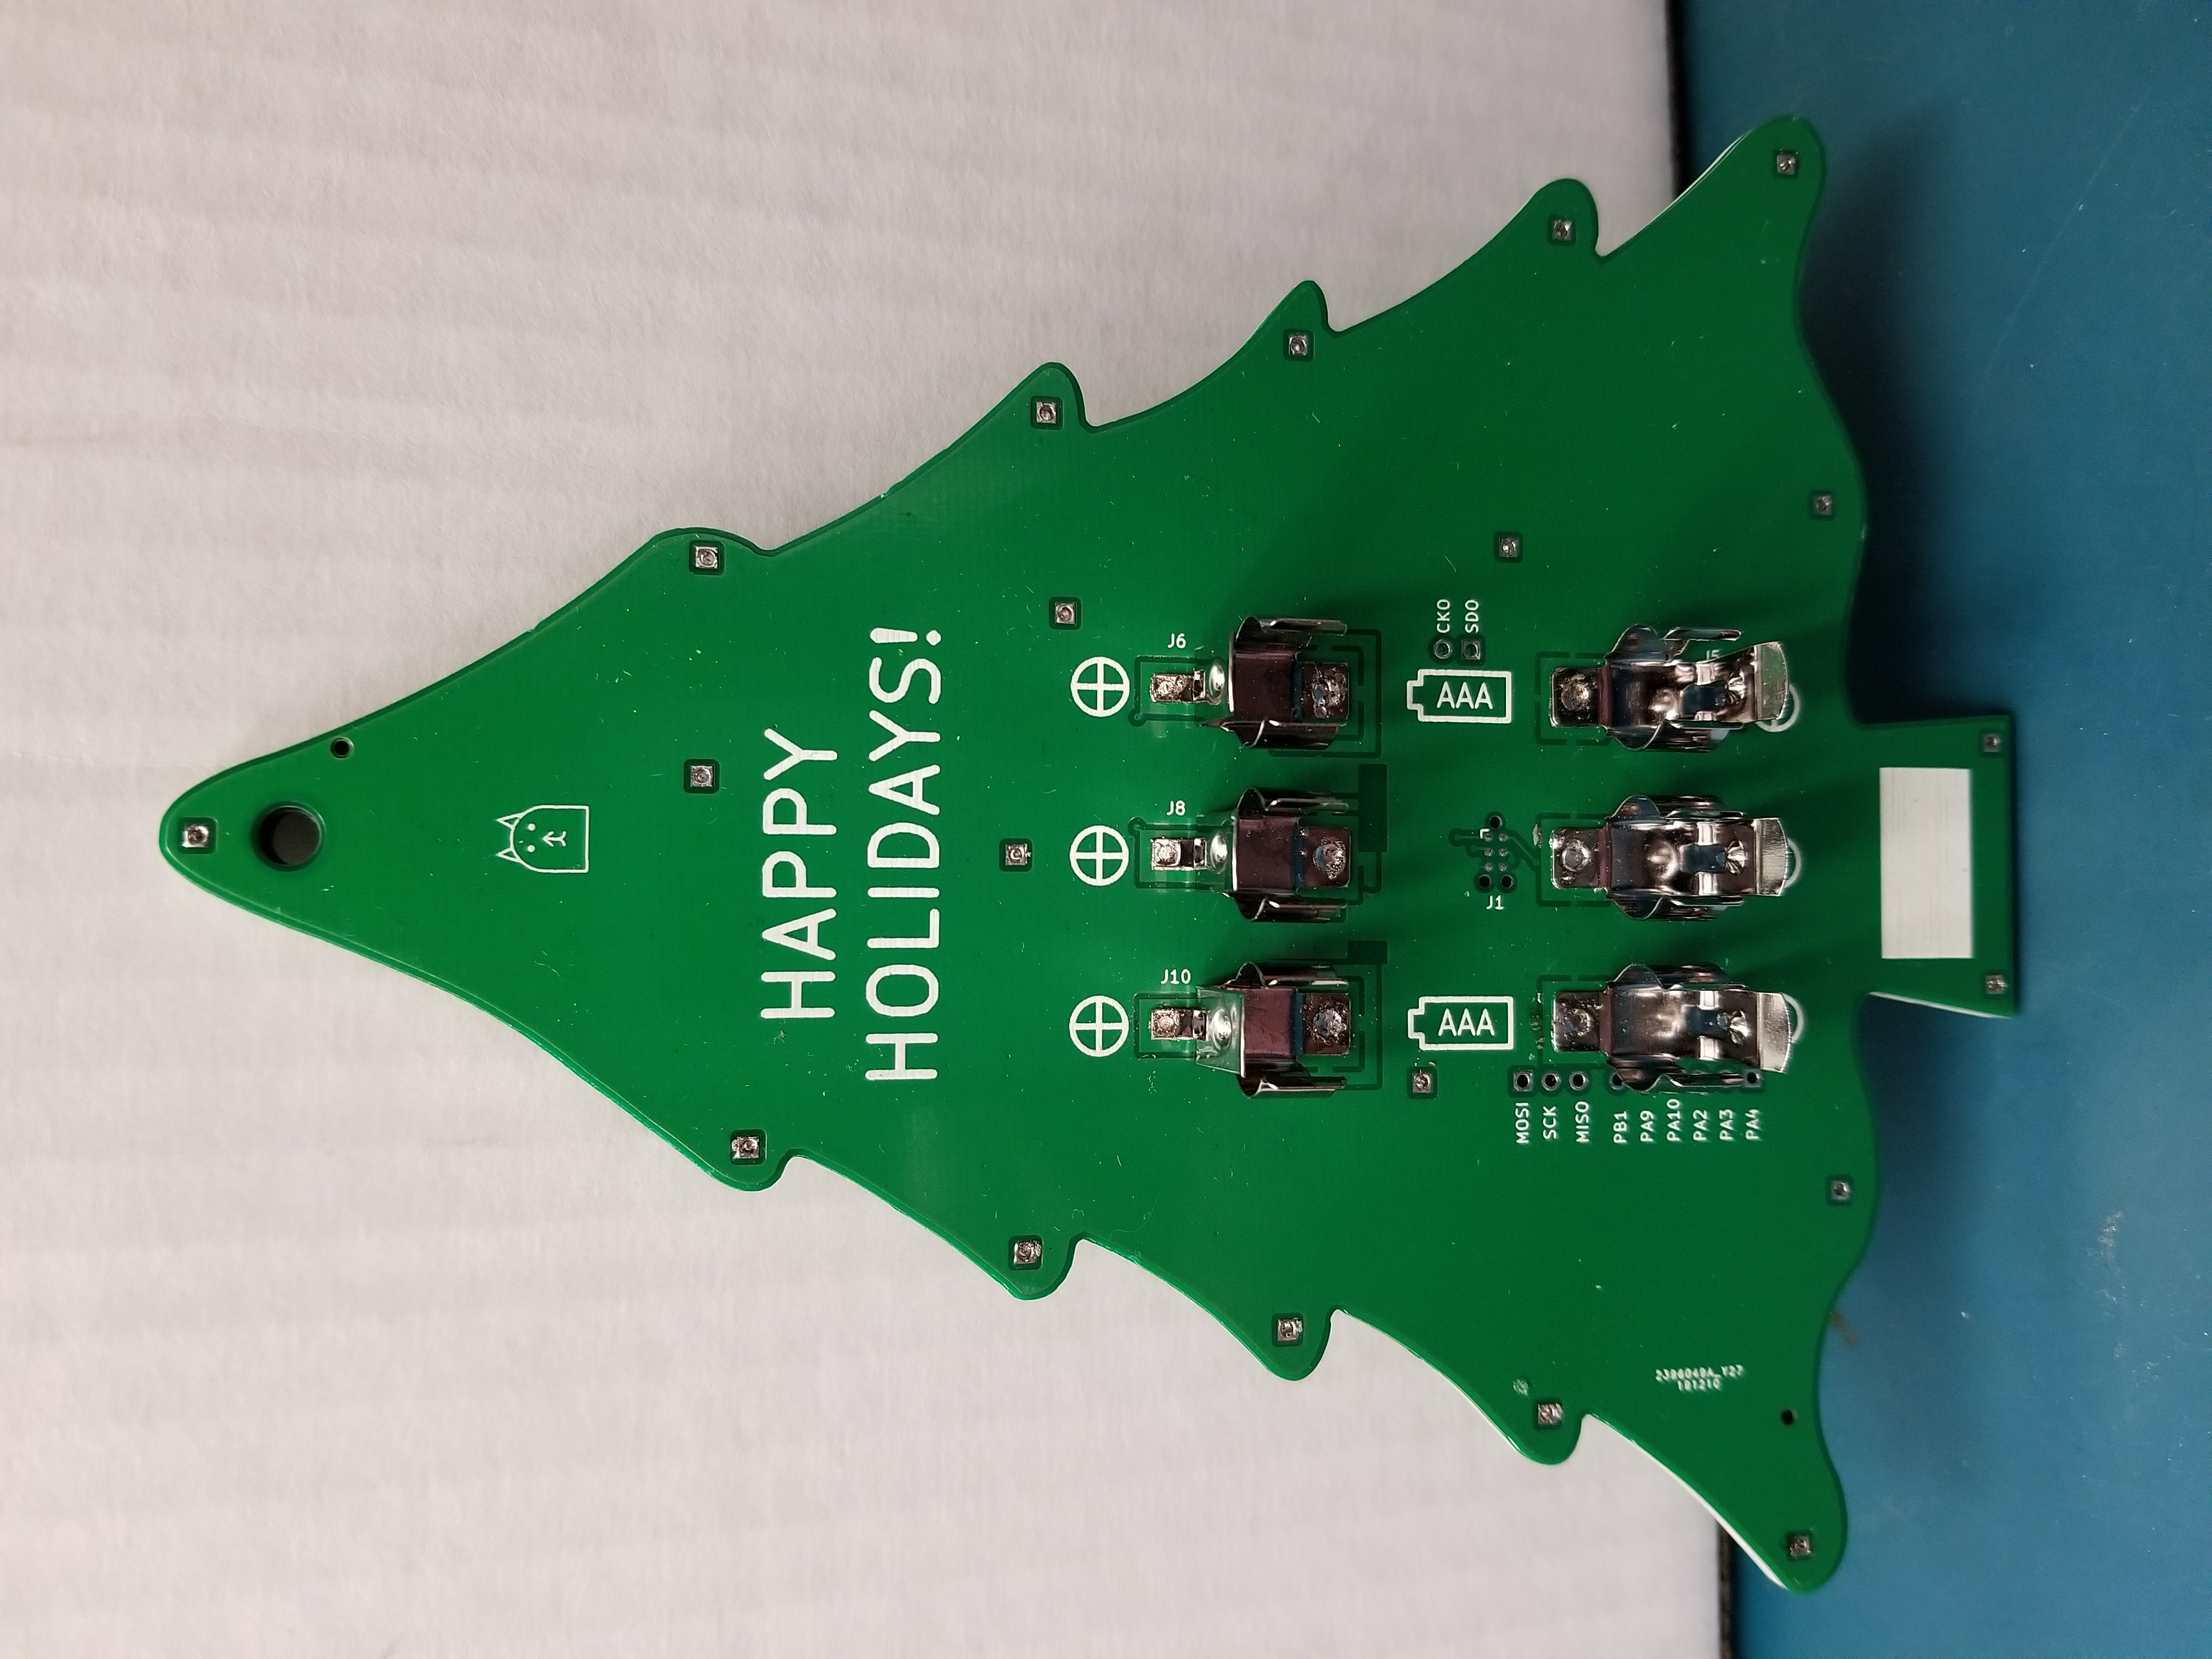 HAPPY
HOLIDAYS!
J10
J8
J6
AAA
AAA
CKO
SDO
J1
MOSI
SCK
MISO
PB1
PA9
PA10
PA2
PA3
PA4